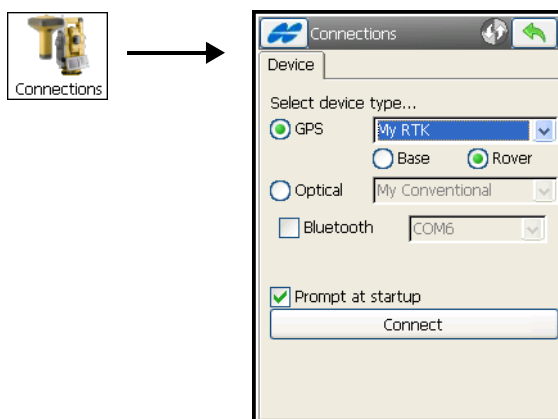 Connections
Connections
Device
Select device type...
GPS
My RTK
Base
Rover
Optical
My Conventional
Bluetooth
COM6
Prompt at startup
Connect